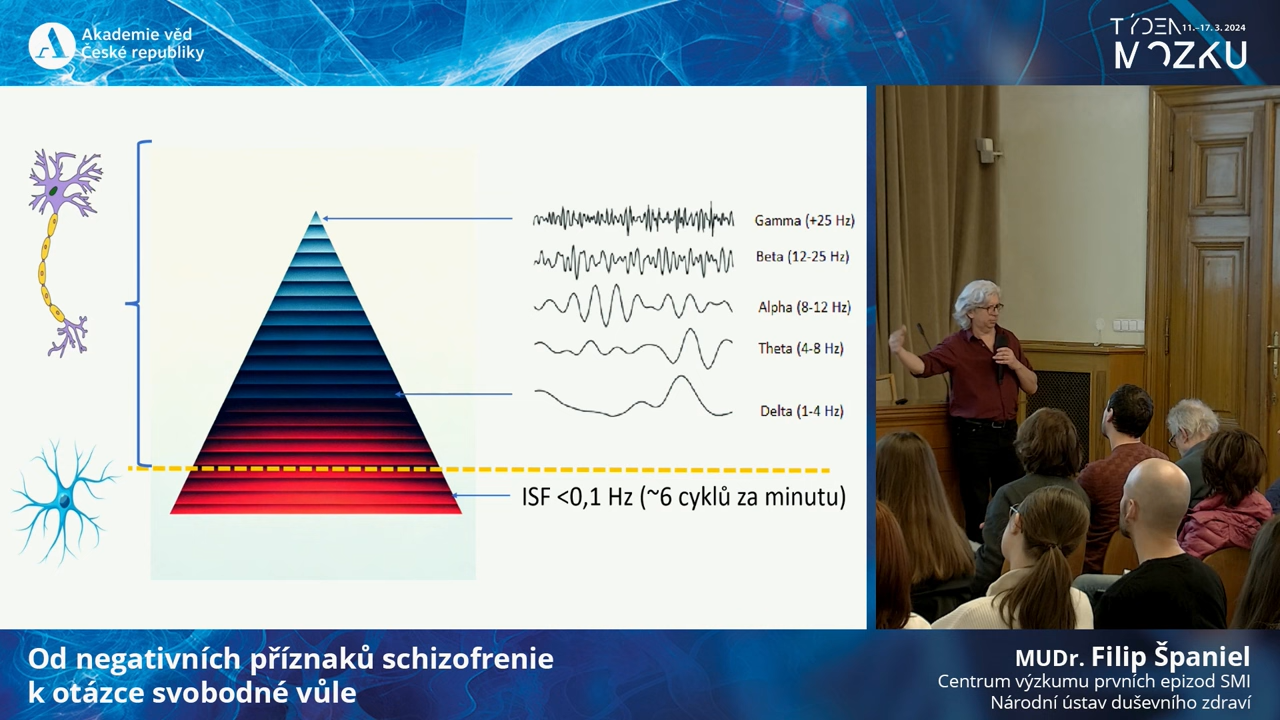 Akademie věd
České republiky
TÝDEN 11.–17. 3. 2024
MOZKU
Gamma (+25 Hz)
Beta (12-25 Hz)
Alpha (8-12 Hz)
Theta (4-8 Hz)
Delta (1-4 Hz)
ISF <0,1 Hz (~6 cyklů za minutu)
Od negativních příznaků schizofrenie
k otázce svobodné vůle
MUDr. Filip Španiel
Centrum výzkumu prvních epizod SMI
Národní ústav duševního zdraví